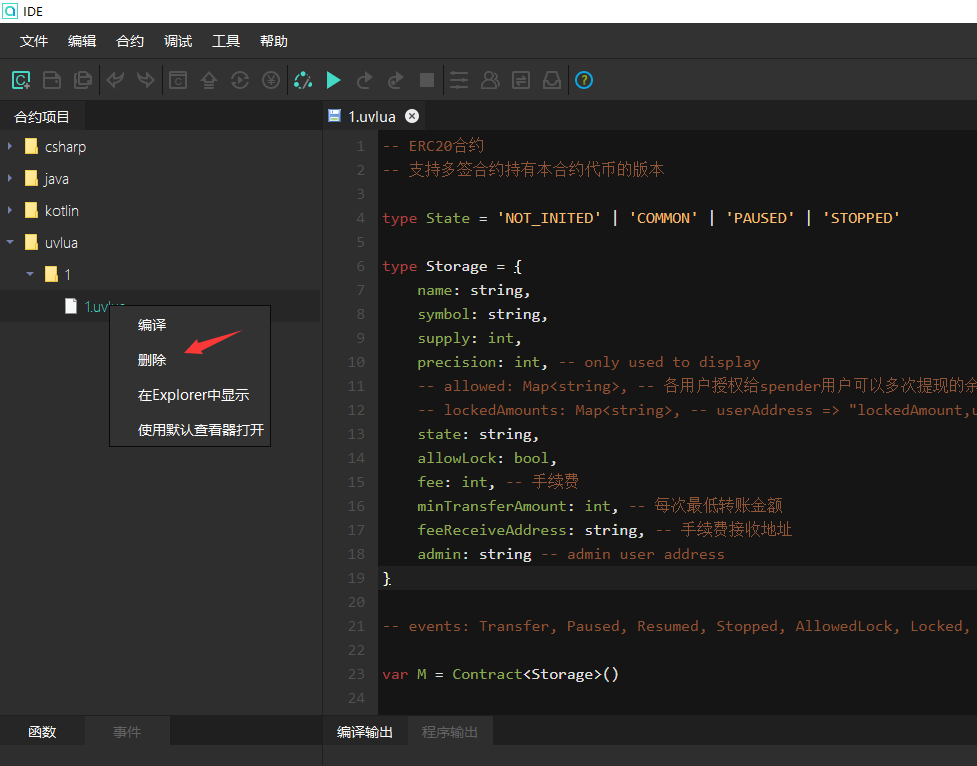 IDE
文件 编辑 合约 调试 工具 帮助
合约项目
csharp
java
kotlin
uvlua
1
编译
删除
在Explorer中显示
使用默认查看器打开
函数 事件
1.uvlua
1 -- ERC20合约
2 -- 支持多签合约持有本合约代币的版本
3
4 type State = 'NOT_INITED' | 'COMMON' | 'PAUSED' | 'STOPPED'
5
6 type Storage = {
7 name: string,
8 symbol: string,
9 supply: int,
10 precision: int, -- only used to display
11 -- allowed: Map<string>, -- 各用户授权给spender用户可以多次提现的余
12 -- lockedAmounts: Map<string>, -- userAddress => "lockedAmount,u
13 state: string,
14 allowLock: bool,
15 fee: int, -- 手续费
16 minTransferAmount: int, -- 每次最低转账金额
17 feeReceiveAddress: string, -- 手续费接收地址
18 admin: string -- admin user address
19 }
20
21 -- events: Transfer, Paused, Resumed, Stopped, AllowedLock, Locked,
22
23 var M = Contract<Storage>()
24
编译输出 程序输出